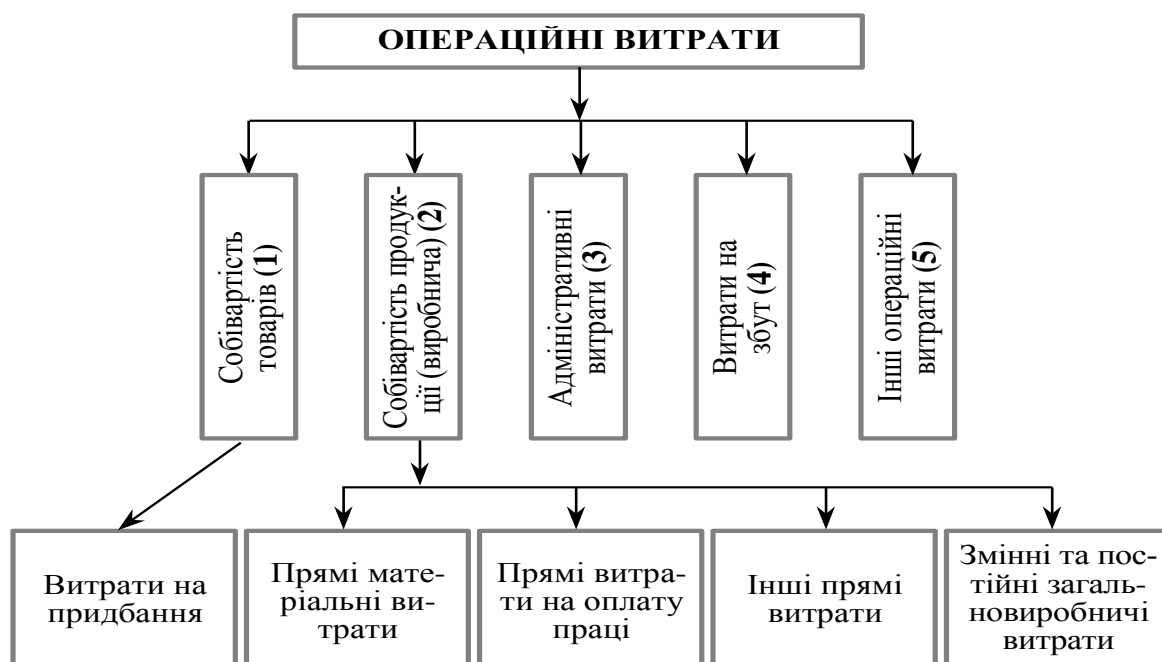 ОПЕРАЦІЙНІ ВИТРАТИ
Собівартість
товарів (1)
Собівартість продук-
ції (виробнича) (2)
Адміністративні
витрати (3)
Витрати на
збут (4)
Інші операційні
витрати (5)
Витрати на
придбання
Прямі мате-
ріальні ви-
трати
Прямі витра-
ти на оплату
праці
Інші прямі
витрати
Змінні та пос-
тійні загаль-
новиробничі
витрати